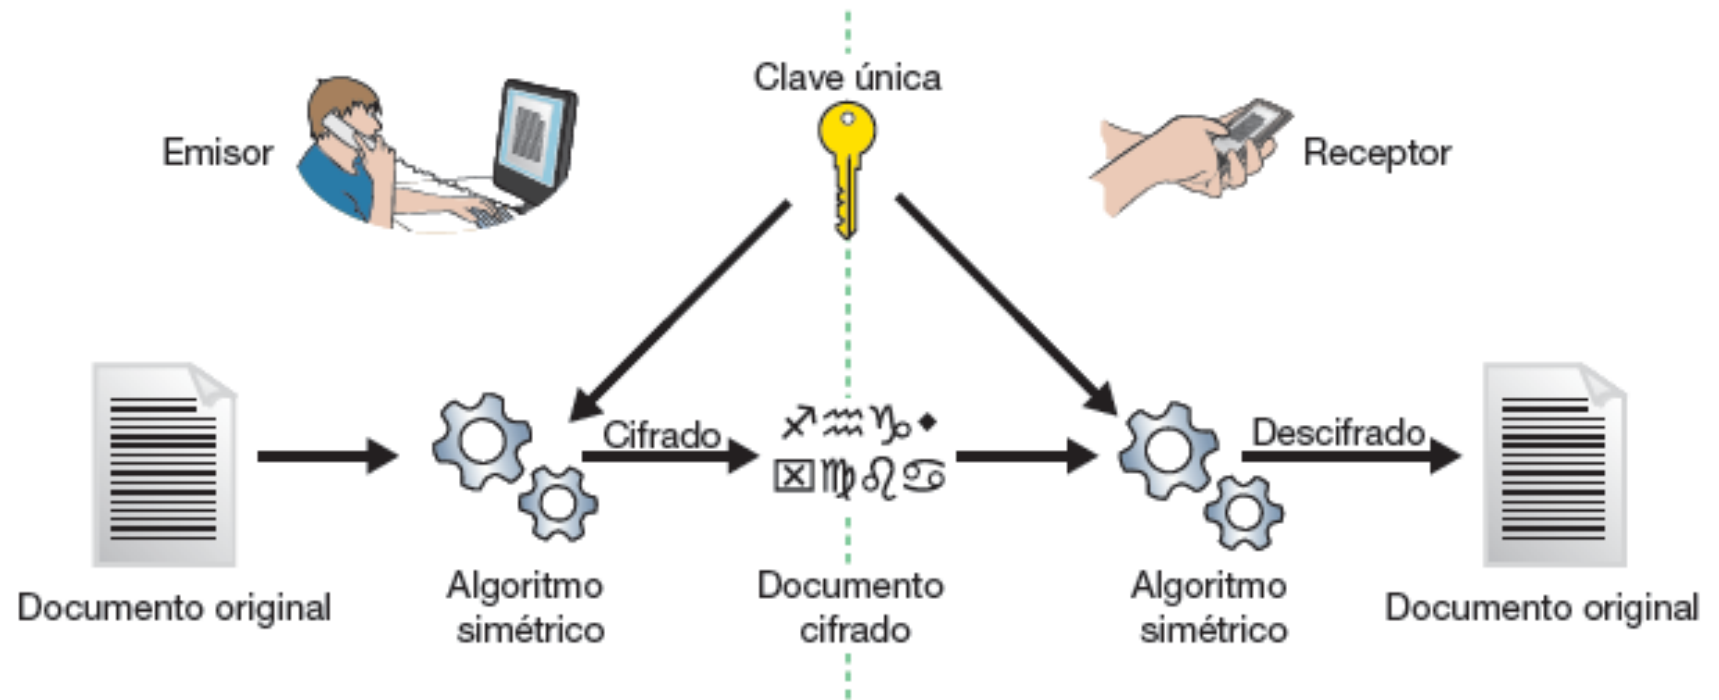 Clave única
Emisor
Receptor
Cifrado
Descifrado
Documento original
Algoritmo
simétrico
Documento
cifrado
Algoritmo
simétrico
Documento original